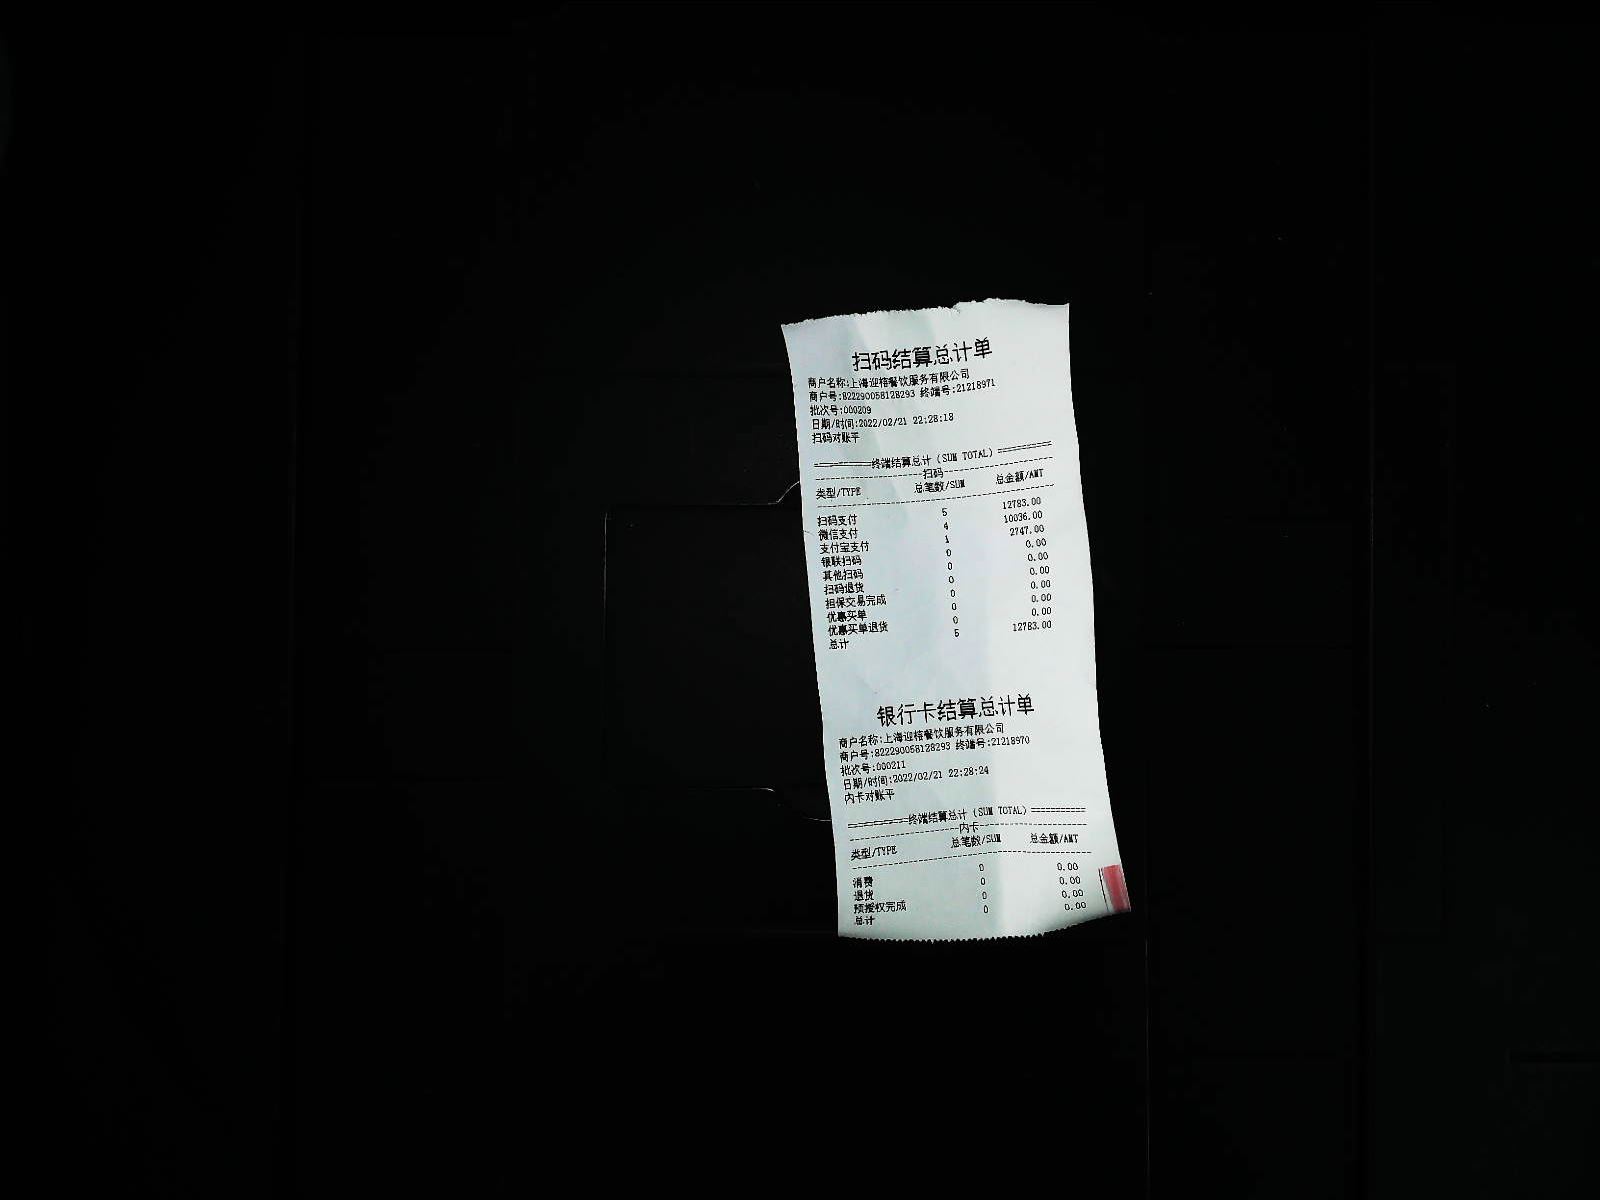 扫码结算总计单
商户名称:上海迎榕餐饮服务有限公司
商户号:822290058128293 终端号:21218971
批次号:000209
日期/时间:2022/02/21 22:28:18
扫码对账平
==========终端结算总计(SUM TOTAL)==========
扫码
类型/TYPE 总笔数/SUM 总金额/AMT
扫码支付 5 12783.00
微信支付 4 10036.00
支付宝支付 1 2747.00
银联扫码 0 0.00
其他扫码 0 0.00
扫码退货 0 0.00
担保交易完成 0 0.00
优惠买单 0 0.00
优惠买单退货 0 0.00
总计 5 12783.00
银行卡结算总计单
商户名称:上海迎榕餐饮服务有限公司
商户号:822290058128293 终端号:21218970
批次号:000211
日期/时间:2022/02/21 22:28:24
内卡对账平
==========终端结算总计(SUM TOTAL)==========
内卡
类型/TYPE 总笔数/SUM 总金额/AMT
消费 0 0.00
退货 0 0.00
预授权完成 0 0.00
总计 0 0.00